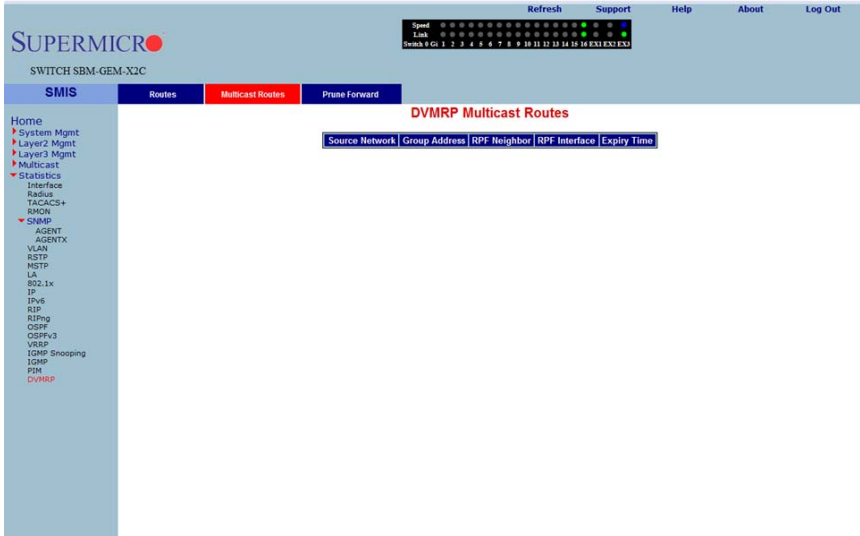 Refresh Support Help About Log Out
SUPERMICRO
SWITCH SBM-GEM-X2C
Speed
Link
Switch 0 Gi 1 2 3 4 5 6 7 8 9 10 11 12 13 14 15 16 EX1 EX2 EX3
SMIS
Routes Multicast Routes Prune Forward
Home
System Mgmt
Layer2 Mgmt
Layer3 Mgmt
Multicast
Statistics
Interface
Radius
TACACS+
RMON
SNMP
AGENT
AGENTX
VLAN
RSTP
MSTP
LA
802.1x
IP
IPv6
RIP
RIPng
OSPF
OSPFv3
VRRP
IGMP Snooping
IGMP
PIM
DVMRP
DVMRP Multicast Routes
Source Network Group Address RPF Neighbor RPF Interface Expiry Time